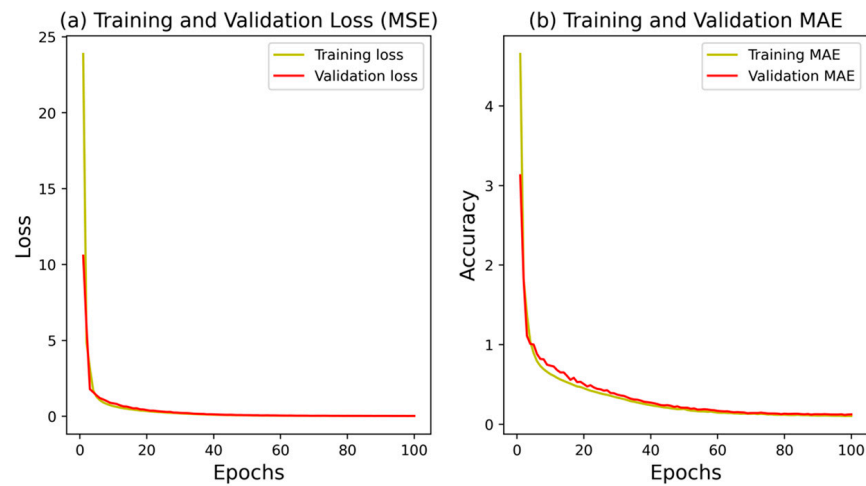 (a) Training and Validation Loss (MSE)
Training loss
Validation loss
25
20
15
10
5
0
Loss
0 20 40 60 80 100
Epochs
(b) Training and Validation MAE
Training MAE
Validation MAE
4
3
2
1
0
Accuracy
0 20 40 60 80 100
Epochs